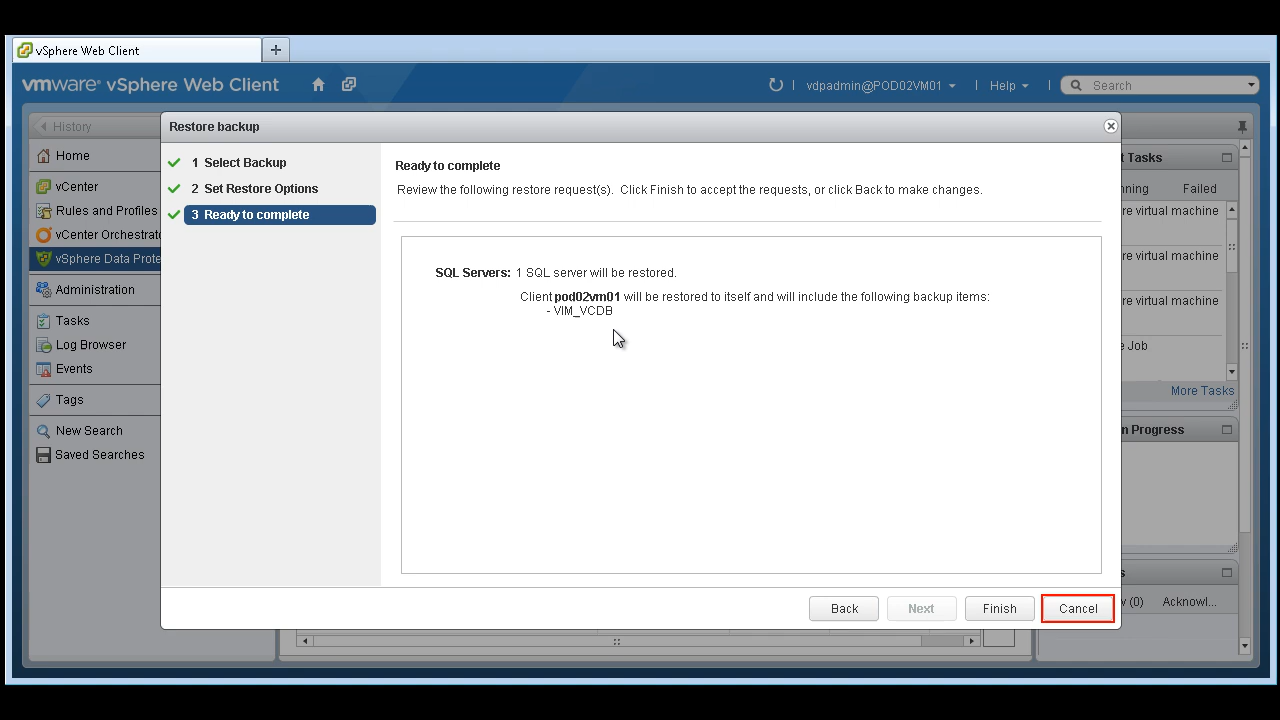 vSphere Web Client
vmware® vSphere Web Client
vdpadmin@POD02VM01
Help
Search
History
Home
vCenter
Rules and Profiles
vCenter Orchestrato
vSphere Data Prote
Administration
Tasks
Log Browser
Events
Tags
New Search
Saved Searches
Restore backup
1 Select Backup
2 Set Restore Options
3 Ready to complete
Ready to complete
Review the following restore request(s). Click Finish to accept the requests, or click Back to make changes.
SQL Servers: 1 SQL server will be restored.
Client pod02vm01 will be restored to itself and will include the following backup items:
- VIM_VCDB
Back
Next
Finish
Cancel
t Tasks
nning Failed
re virtual machine
re virtual machine
re virtual machine
e Job
More Tasks
n Progress
s
v (0) Acknowl...